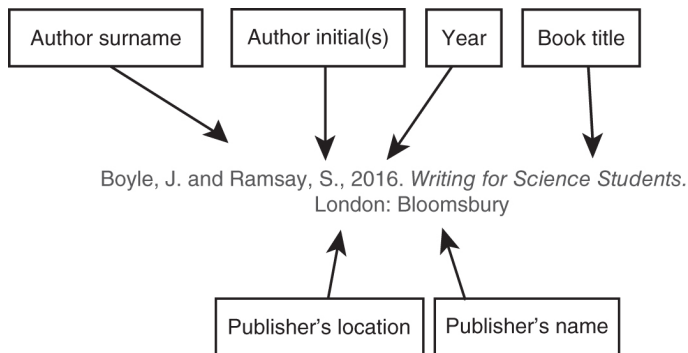 Author surname
Author initial(s)
Year
Book title
Boyle, J. and Ramsay, S., 2016. Writing for Science Students.
London: Bloomsbury
Publisher's location
Publisher's name